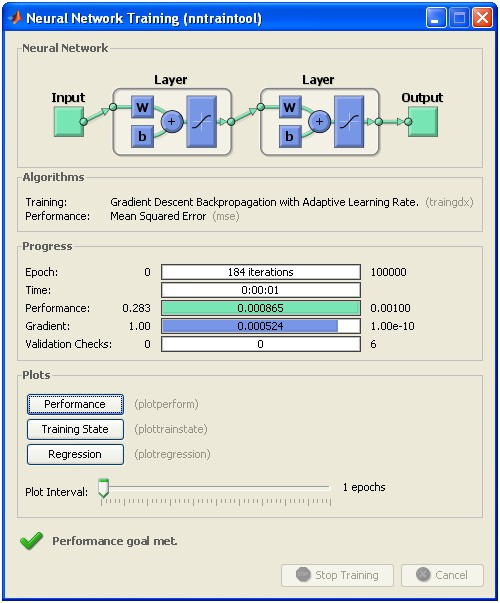 Neural Network Training (nntraintool)
Neural Network
Layer Layer
Input Output
W W
b b
+ +
Algorithms
Training: Gradient Descent Backpropagation with Adaptive Learning Rate. (traingdx)
Performance: Mean Squared Error (mse)
Progress
Epoch: 0 184 iterations 100000
Time: 0:00:01
Performance: 0.283 0.000865 0.00100
Gradient: 1.00 0.000524 1.00e-10
Validation Checks: 0 0 6
Plots
Performance (plotperform)
Training State (plottrainstate)
Regression (plotregression)
Plot Interval: 1 epochs
Performance goal met.
Stop Training Cancel